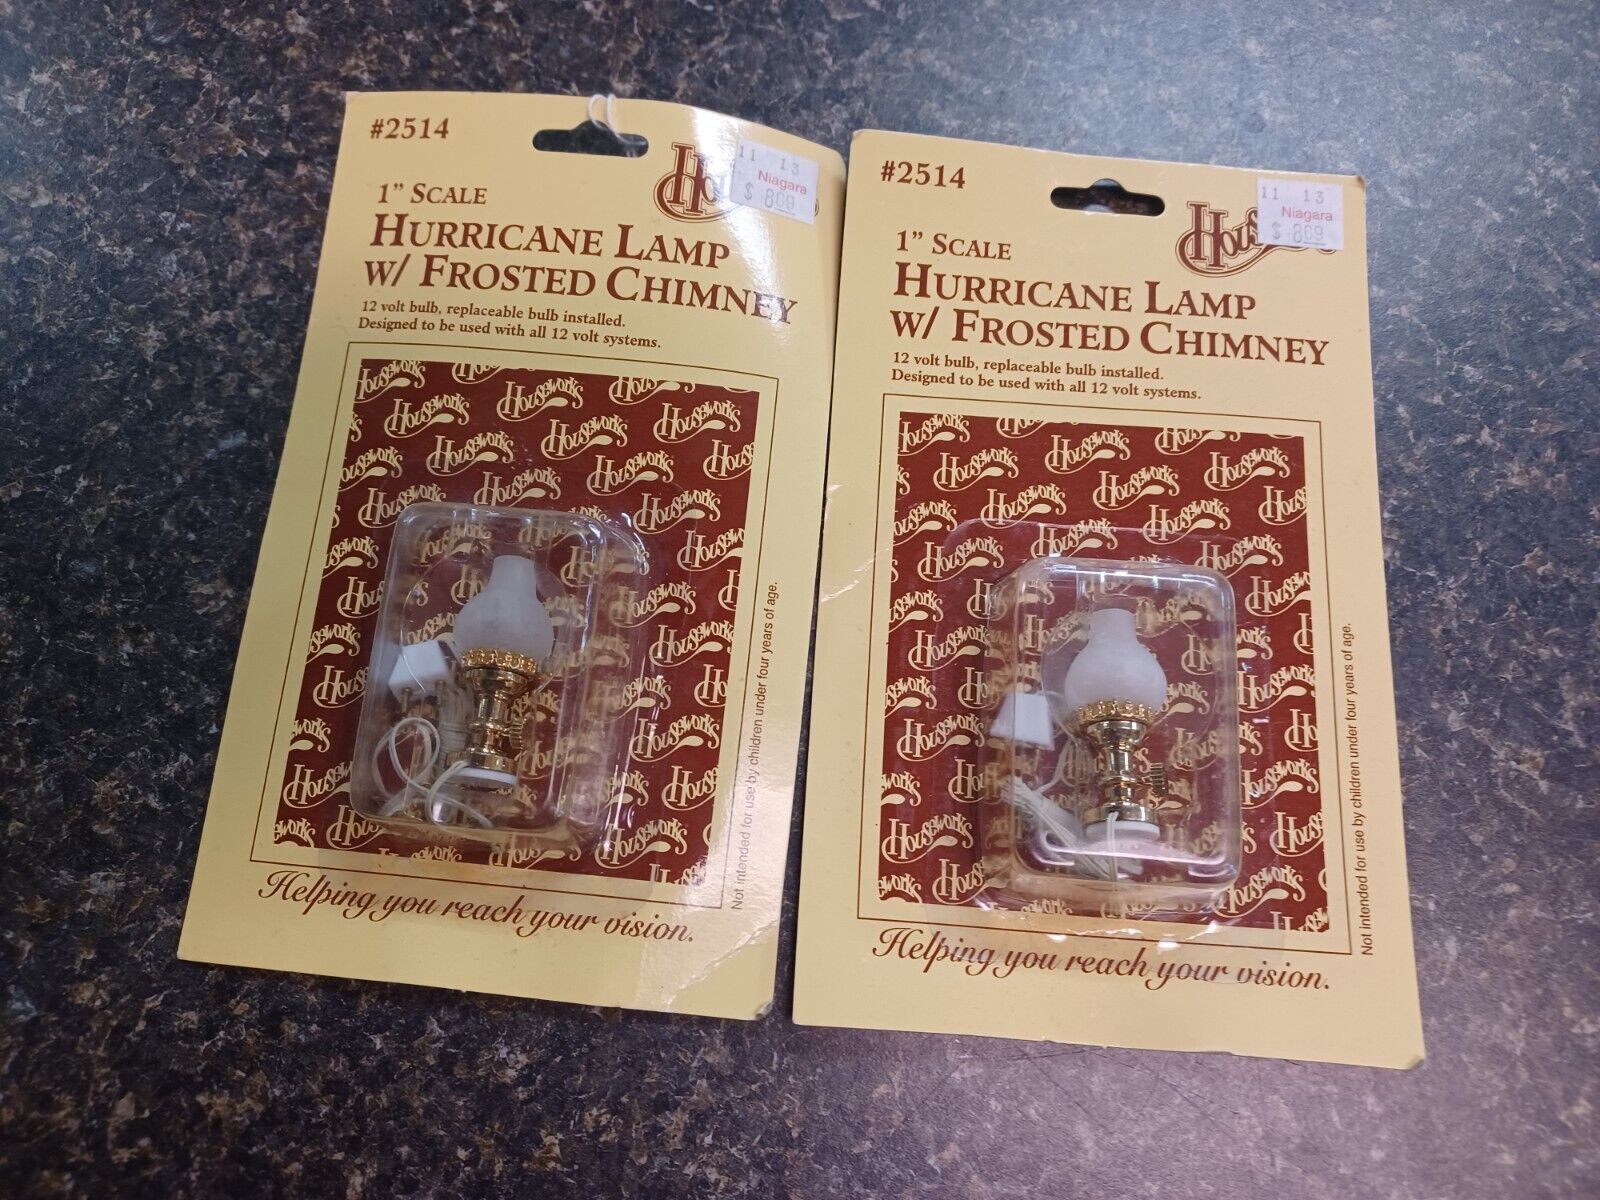 #2514
1” SCALE
HURRICANE LAMP
W/ FROSTED CHIMNEY
12 volt bulb, replaceable bulb installed.
Designed to be used with all 12 volt systems.
11 13
Niagara
$ 869
Houseworks
Not intended for use by children under four years of age.
Helping you reach your vision.
#2514
1” SCALE
HURRICANE LAMP
W/ FROSTED CHIMNEY
12 volt bulb, replaceable bulb installed.
Designed to be used with all 12 volt systems.
11 13
Niagara
$ 869
Houseworks
Not intended for use by children under four years of age.
Helping you reach your vision.